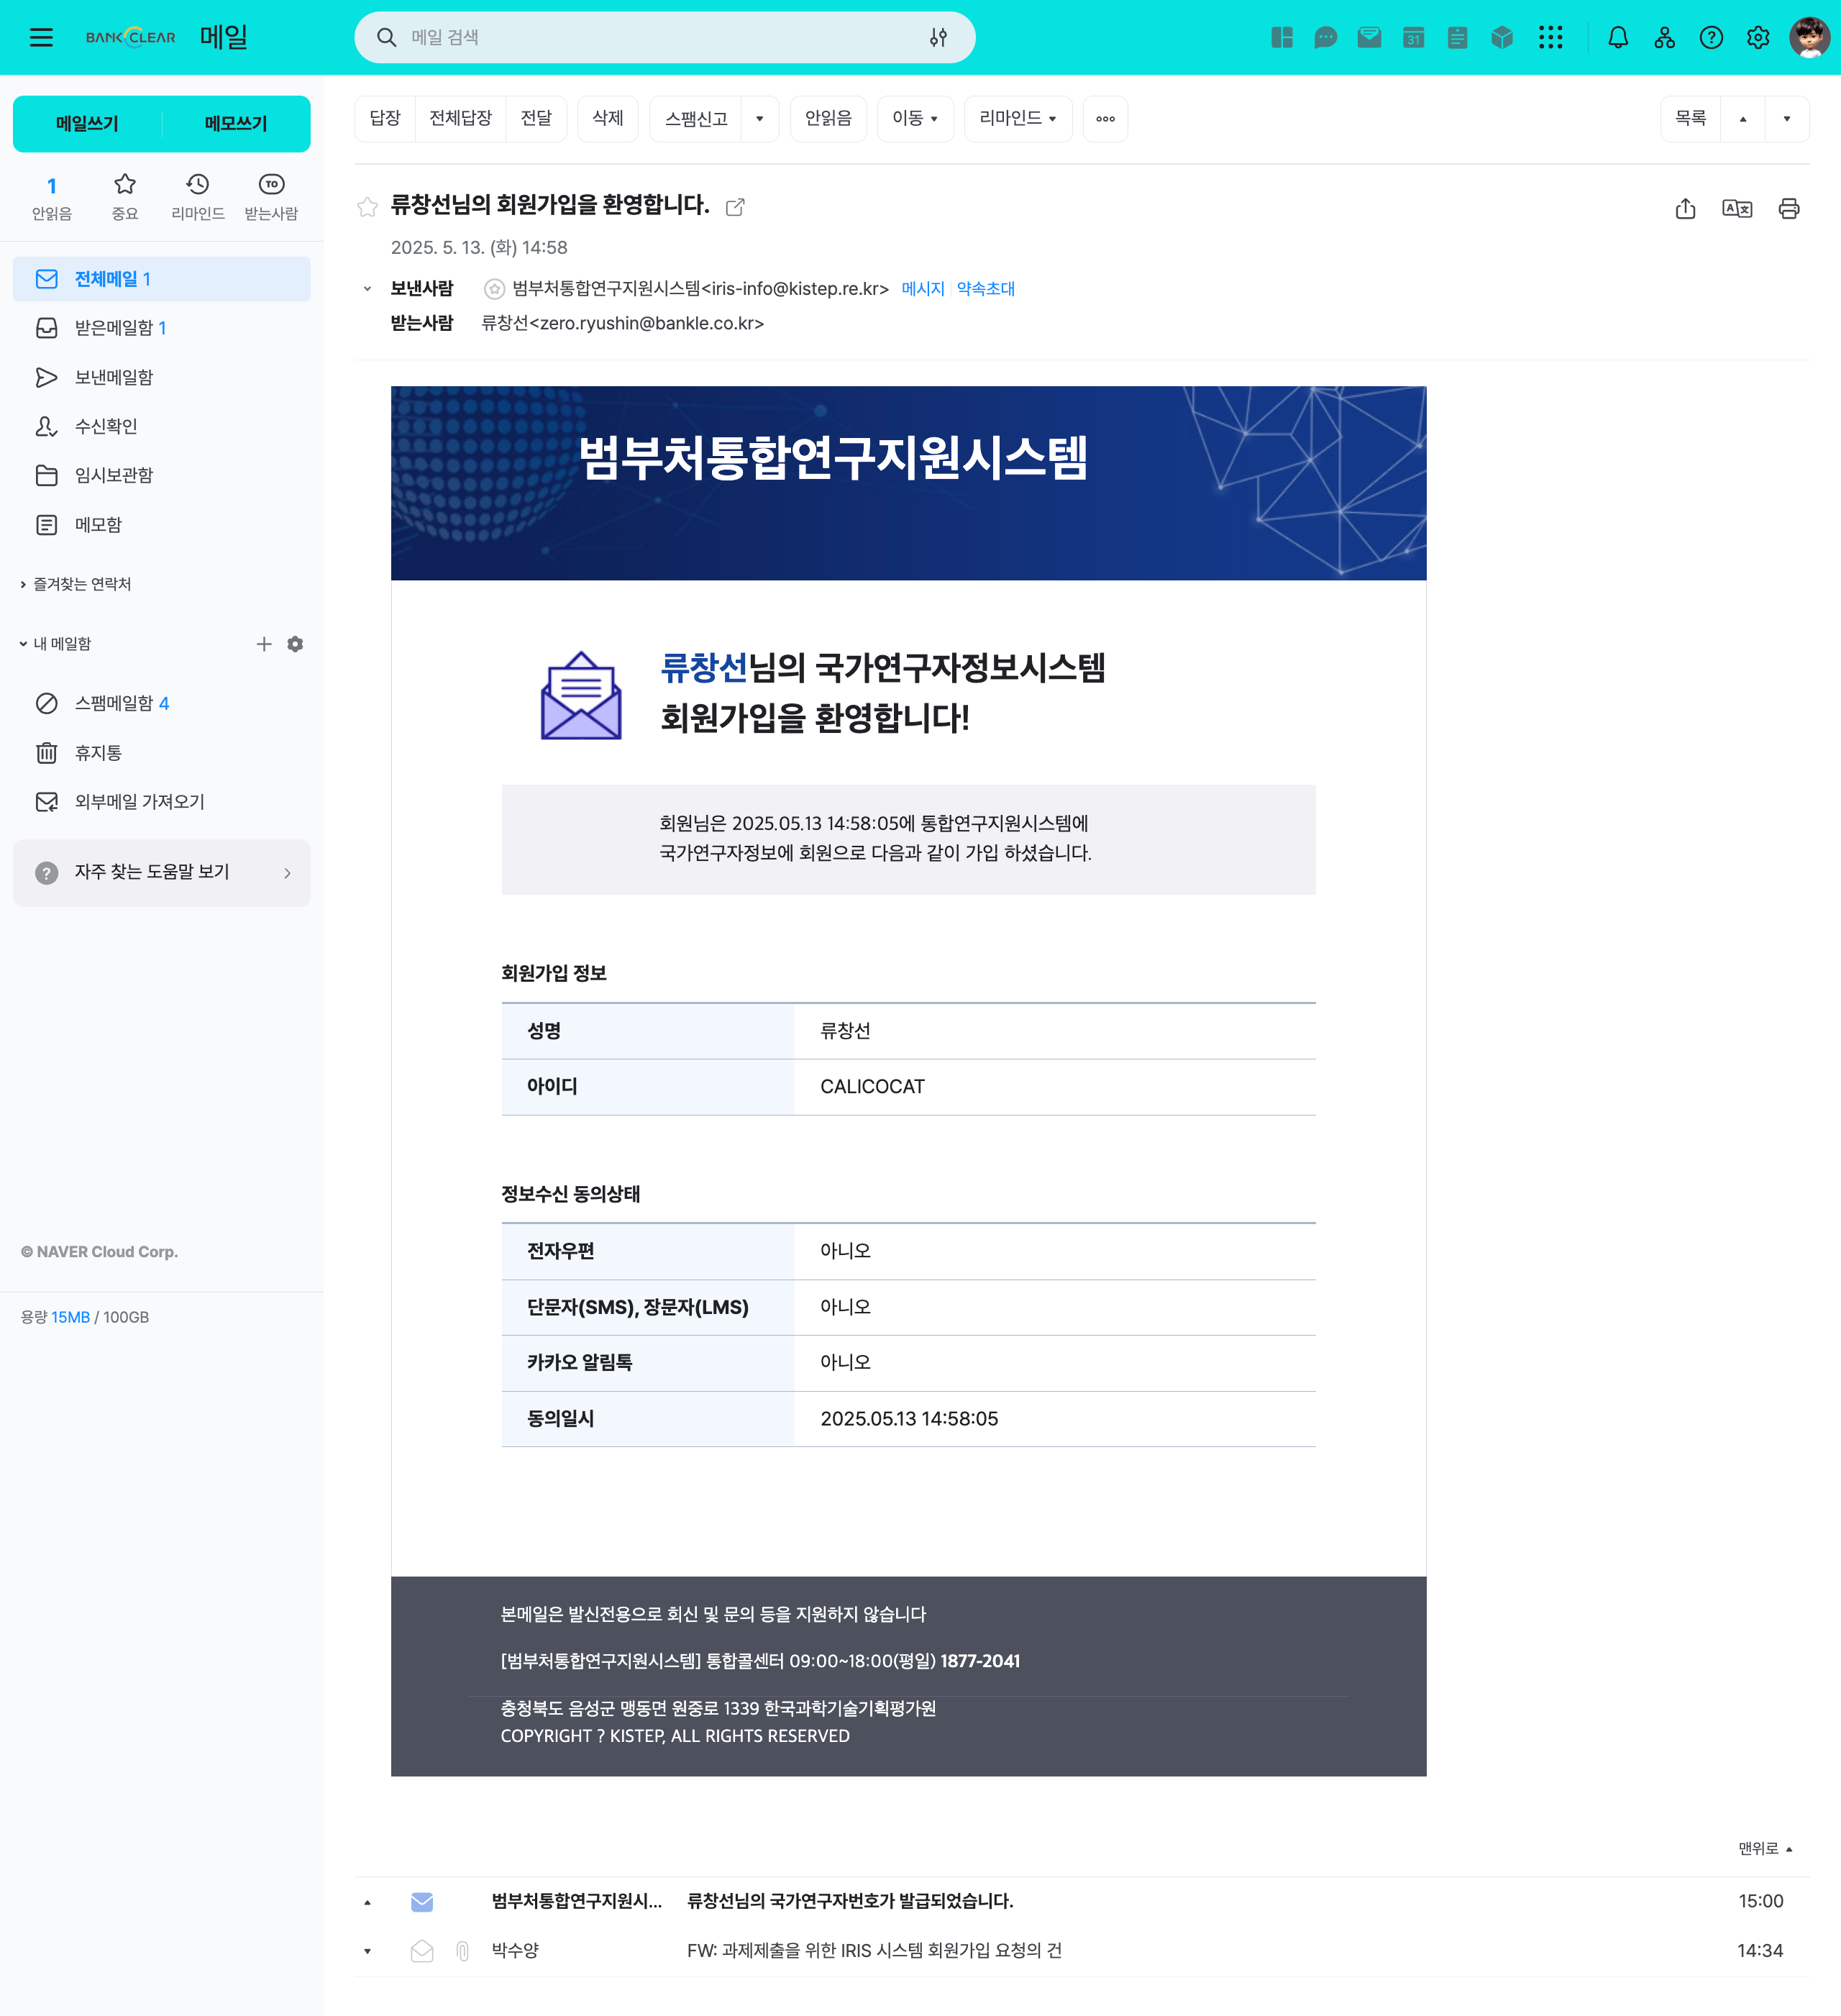 BANKCLEAR 메일
메일 검색
31
메일쓰기 메모쓰기
1
안읽음 중요 리마인드 TO 받는사람
전체메일 1
받은메일함 1
보낸메일함
수신확인
임시보관함
메모함
즐겨찾는 연락처
내 메일함
스팸메일함 4
휴지통
외부메일 가져오기
? 자주 찾는 도움말 보기
© NAVER Cloud Corp.
용량 15MB / 100GB
답장 전체답장 전달 삭제 스팸신고 안읽음 이동 리마인드 목록
류창선님의 회원가입을 환영합니다.
2025. 5. 13. (화) 14:58
보낸사람 범부처통합연구지원시스템<iris-info@kistep.re.kr> 메시지 약속초대
받는사람 류창선<zero.ryushin@bankle.co.kr>
범부처통합연구지원시스템
류창선님의 국가연구자정보시스템
회원가입을 환영합니다!
회원님은 2025.05.13 14:58:05에 통합연구지원시스템에
국가연구자정보에 회원으로 다음과 같이 가입 하셨습니다.
회원가입 정보
성명 류창선
아이디 CALICOCAT
정보수신 동의상태
전자우편 아니오
단문자(SMS), 장문자(LMS) 아니오
카카오 알림톡 아니오
동의일시 2025.05.13 14:58:05
본메일은 발신전용으로 회신 및 문의 등을 지원하지 않습니다
[범부처통합연구지원시스템] 통합콜센터 09:00~18:00(평일) 1877-2041
충청북도 음성군 맹동면 원중로 1339 한국과학기술기획평가원
COPYRIGHT ? KISTEP, ALL RIGHTS RESERVED
맨위로
범부처통합연구지원시... 류창선님의 국가연구자번호가 발급되었습니다. 15:00
박수양 FW: 과제제출을 위한 IRIS 시스템 회원가입 요청의 건 14:34